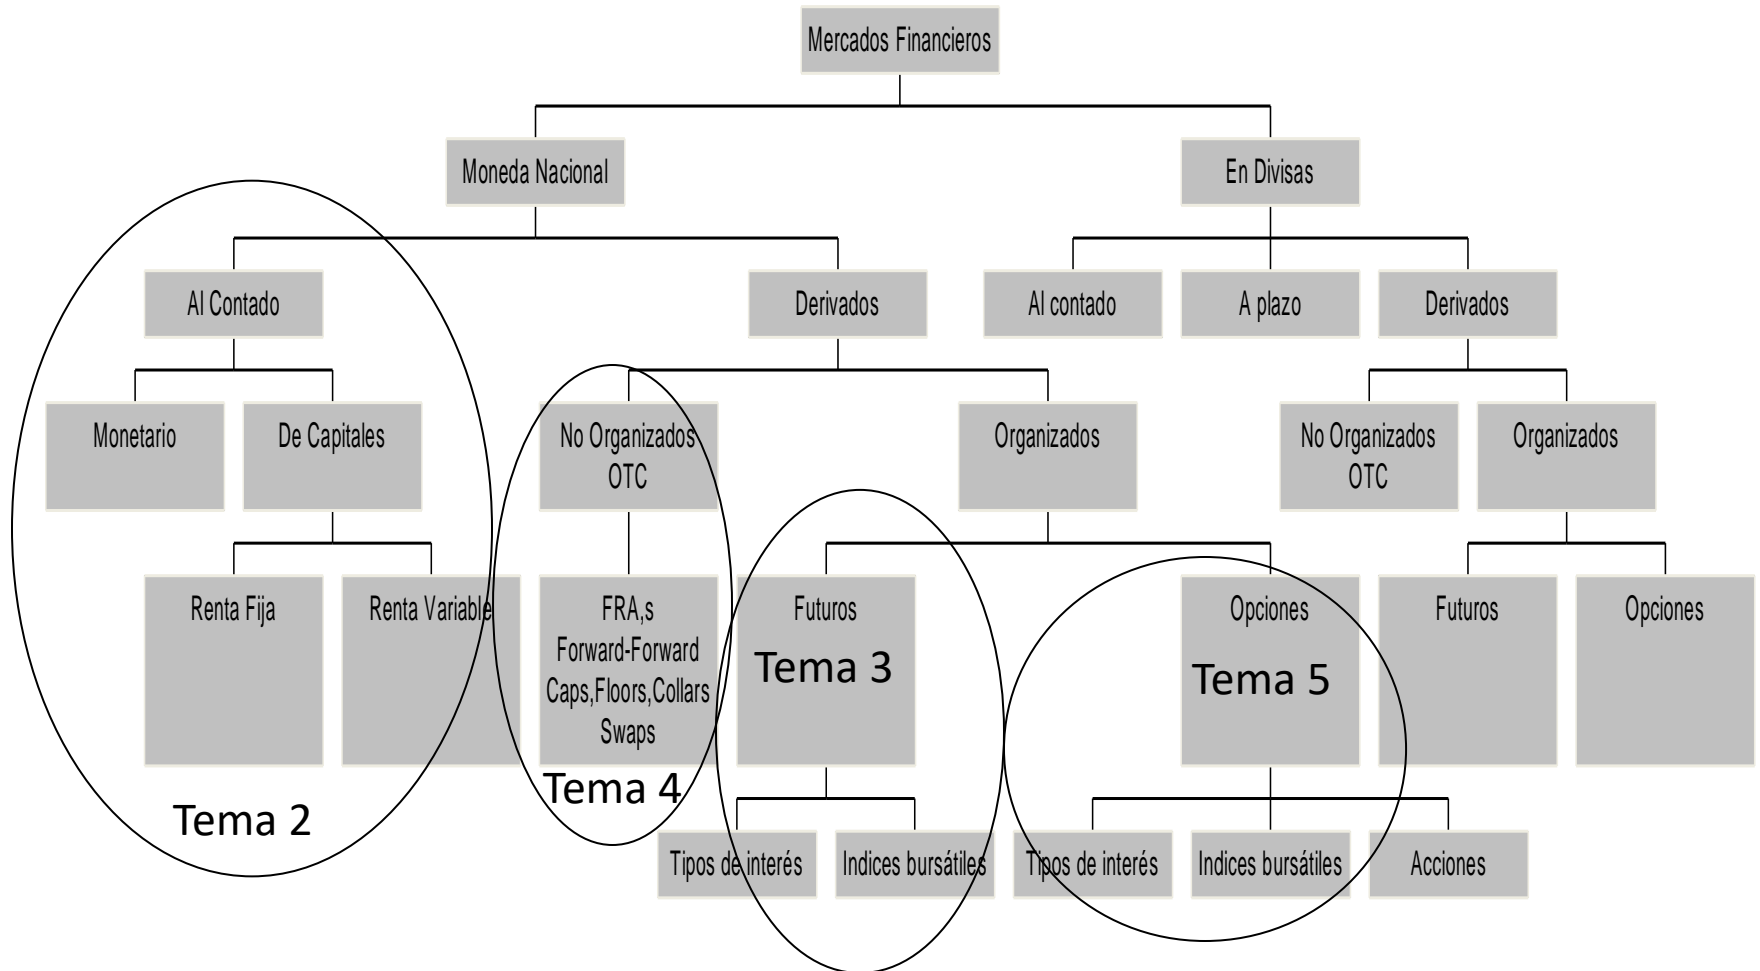 Mercados Financieros
Moneda Nacional
En Divisas
Al Contado
Derivados
Al contado
A plazo
Derivados
Monetario
De Capitales
No Organizados
OTC
Organizados
No Organizados
OTC
Organizados
Renta Fija
Renta Variable
FRA,s
Forward-Forward
Caps,Floors,Collars
Swaps
Futuros
Tema 3
Opciones
Tema 5
Futuros
Opciones
Tema 2
Tema 4
Tipos de interés
Indices bursátiles
Tipos de interés
Indices bursátiles
Acciones